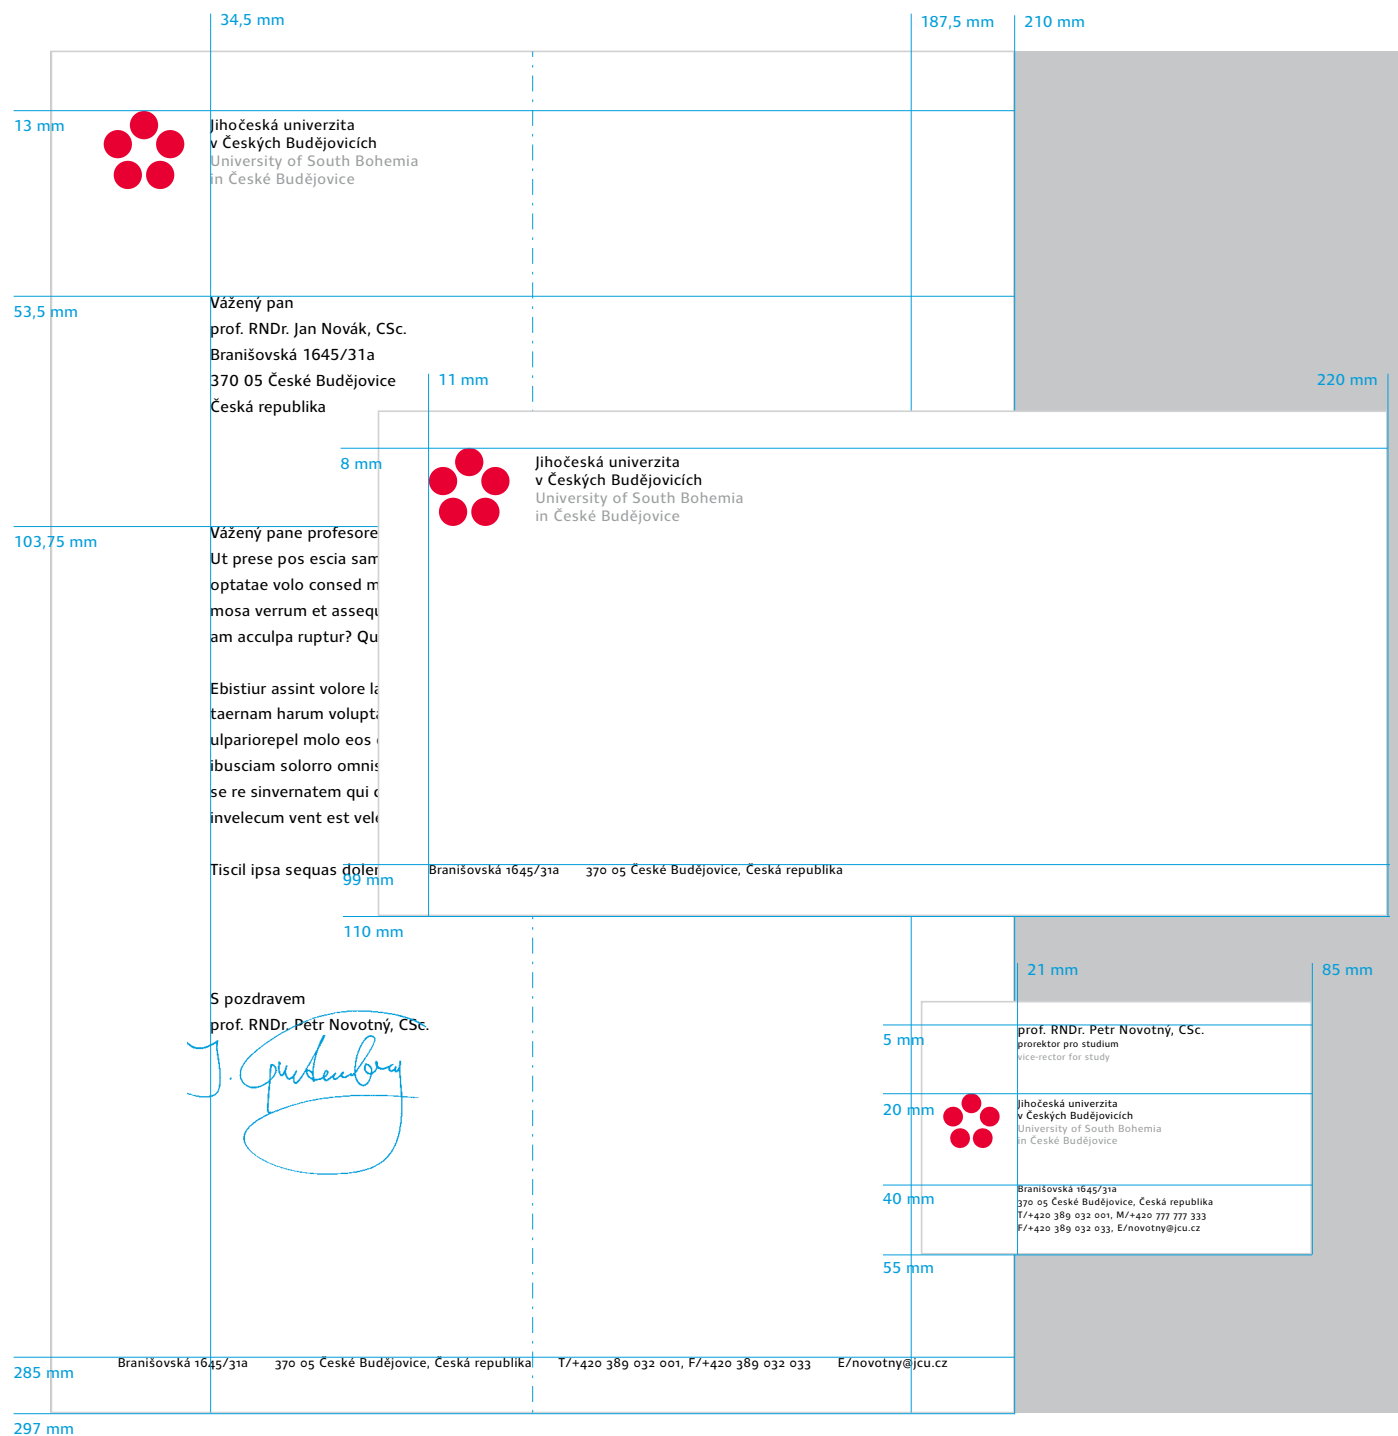 34,5 mm
187,5 mm
210 mm
13 mm
Jihočeská univerzita
v Českých Budějovicích
University of South Bohemia
in České Budějovice
53,5 mm
Vážený pan
prof. RNDr. Jan Novák, CSc.
Branišovská 1645/31a
370 05 České Budějovice
Česká republika
11 mm
220 mm
8 mm
Jihočeská univerzita
v Českých Budějovicích
University of South Bohemia
in České Budějovice
103,75 mm
Vážený pane profesore
Ut prese pos escia sam
optatae volo consed
mosa verrum et
am acculpa ruptur?
Ebistiur assint volore
taernam harum
ulpariorepel molo eos
ibusciam solorro
se re sinvernatem qui
invelecum vent est
Tiscil ipsa sequas
99 mm
Branišovská 1645/31a 370 05 České Budějovice, Česká republika
110 mm
S pozdravem
prof. RNDr. Petr Novotný, CSc.
21 mm
85 mm
5 mm
prof. RNDr. Petr Novotný, CSc.
prorektor pro studium
vice-rector for study
20 mm
Jihočeská univerzita
v Českých Budějovicích
University of South Bohemia
in České Budějovice
40 mm
Branišovská 1645/31a
370 05 České Budějovice, Česká republika
T/+420 389 032 001, M/+420 777 777 333
F/+420 389 032 033, E/novotny@jcu.cz
55 mm
285 mm
Branišovská 1645/31a 370 05 České Budějovice, Česká republika T/+420 389 032 001, F/+420 389 032 033 E/novotny@jcu.cz
297 mm